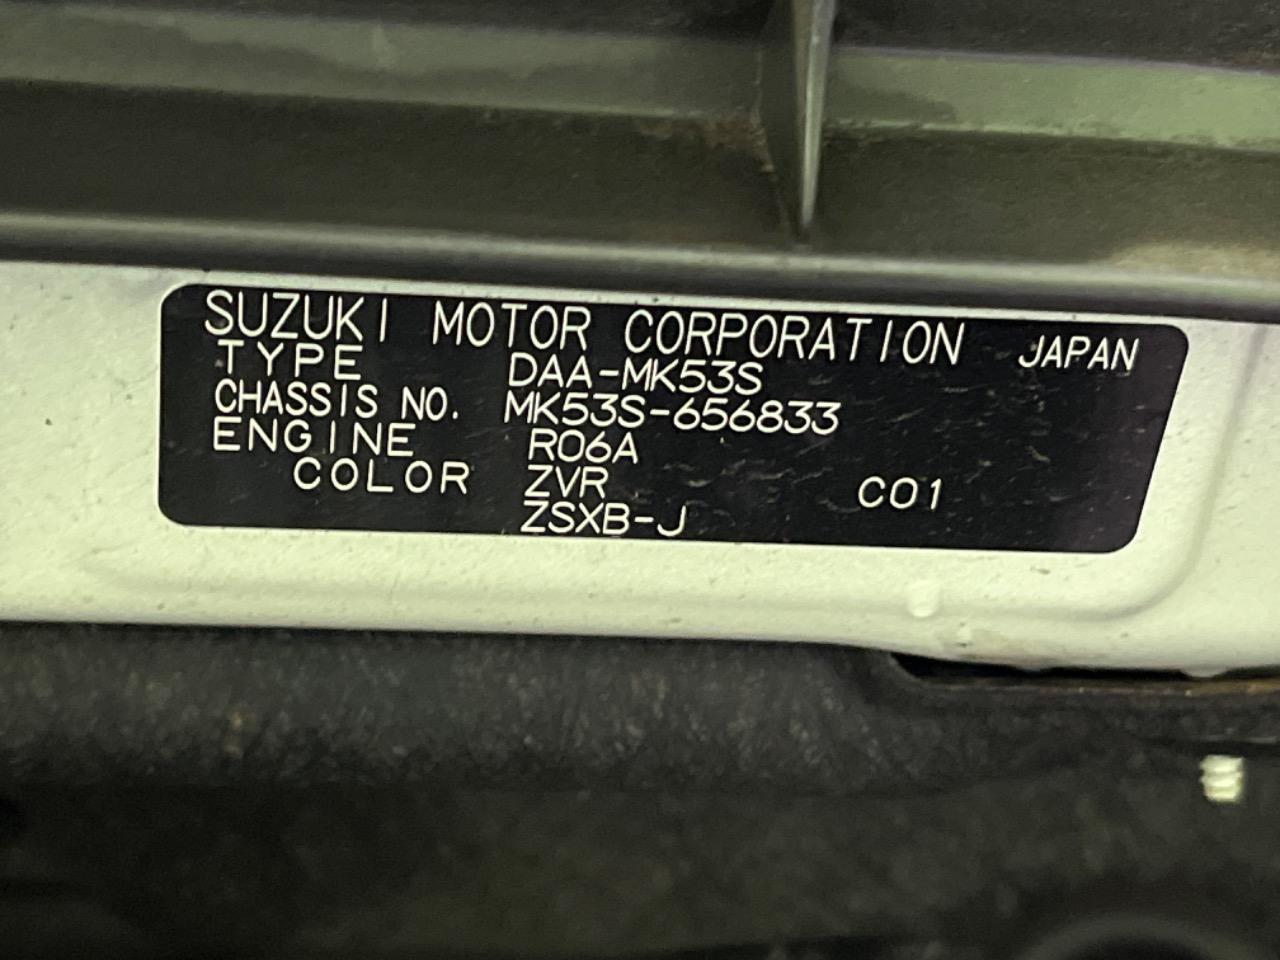 SUZUKI MOTOR CORPORATION JAPAN
TYPE DAA-MK53S
CHASSIS NO. MK53S-656833
ENGINE R06A
COLOR ZVR C01
ZSXB-J